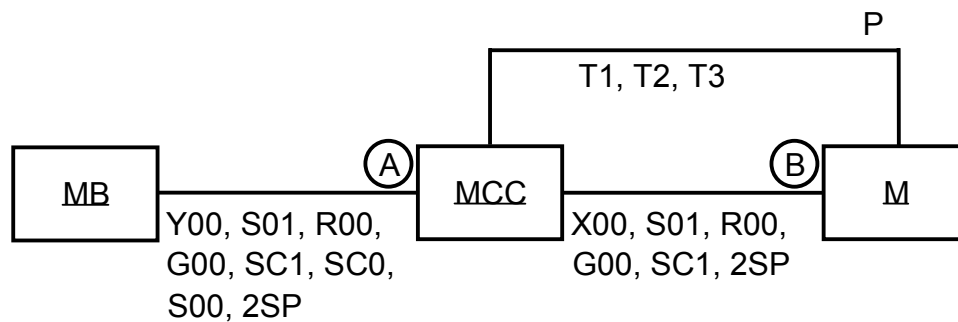 P
T1, T2, T3
A
B
MB
MCC
M
Y00, S01, R00,
G00, SC1, SC0,
S00, 2SP
X00, S01, R00,
G00, SC1, 2SP